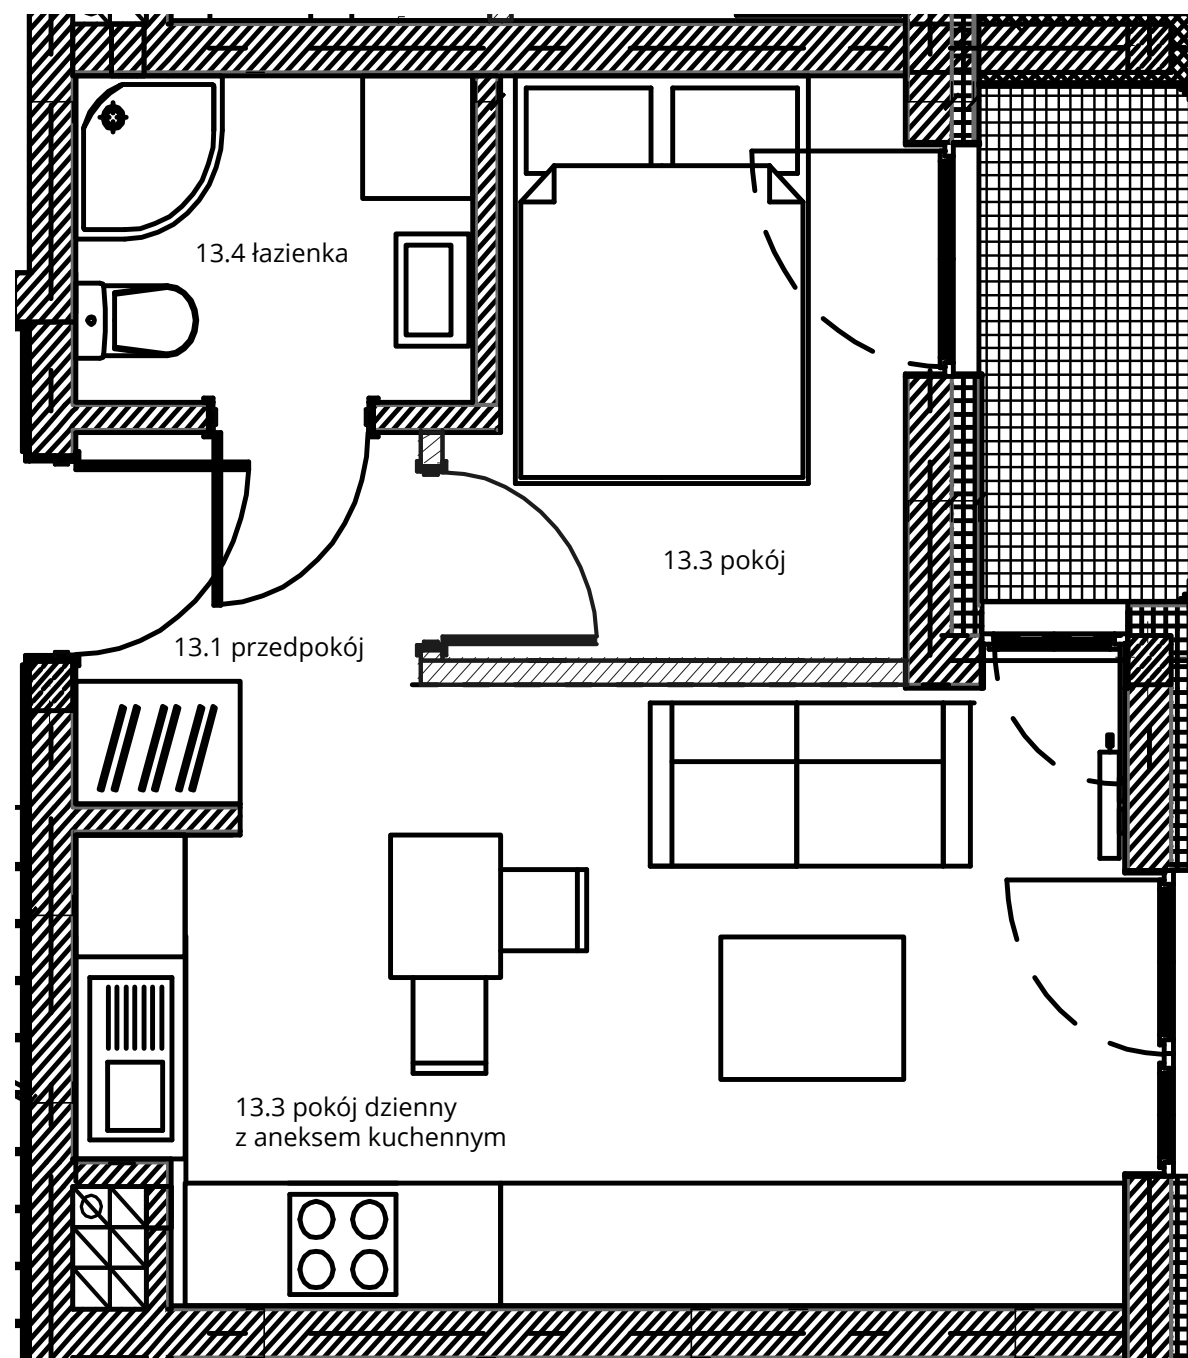 13.4 łazienka
13.3 pokój
13.1 przedpokój
13.3 pokój dzienny
z aneksem kuchennym